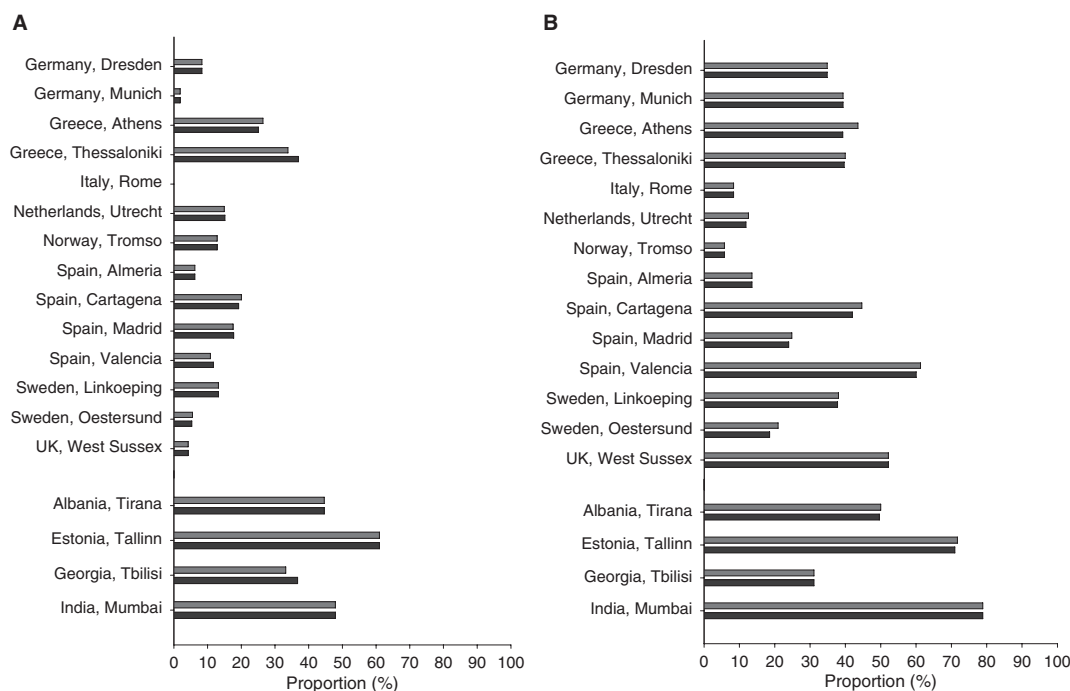 A
Germany, Dresden
Germany, Munich
Greece, Athens
Greece, Thessaloniki
Italy, Rome
Netherlands, Utrecht
Norway, Tromso
Spain, Almeria
Spain, Cartagena
Spain, Madrid
Spain, Valencia
Sweden, Linkoeping
Sweden, Oestersund
UK, West Sussex
Albania, Tirana
Estonia, Tallinn
Georgia, Tbilisi
India, Mumbai
0 10 20 30 40 50 60 70 80 90 100
Proportion (%)
B
Germany, Dresden
Germany, Munich
Greece, Athens
Greece, Thessaloniki
Italy, Rome
Netherlands, Utrecht
Norway, Tromso
Spain, Almeria
Spain, Cartagena
Spain, Madrid
Spain, Valencia
Sweden, Linkoeping
Sweden, Oestersund
UK, West Sussex
Albania, Tirana
Estonia, Tallinn
Georgia, Tbilisi
India, Mumbai
0 10 20 30 40 50 60 70 80 90 100
Proportion (%)